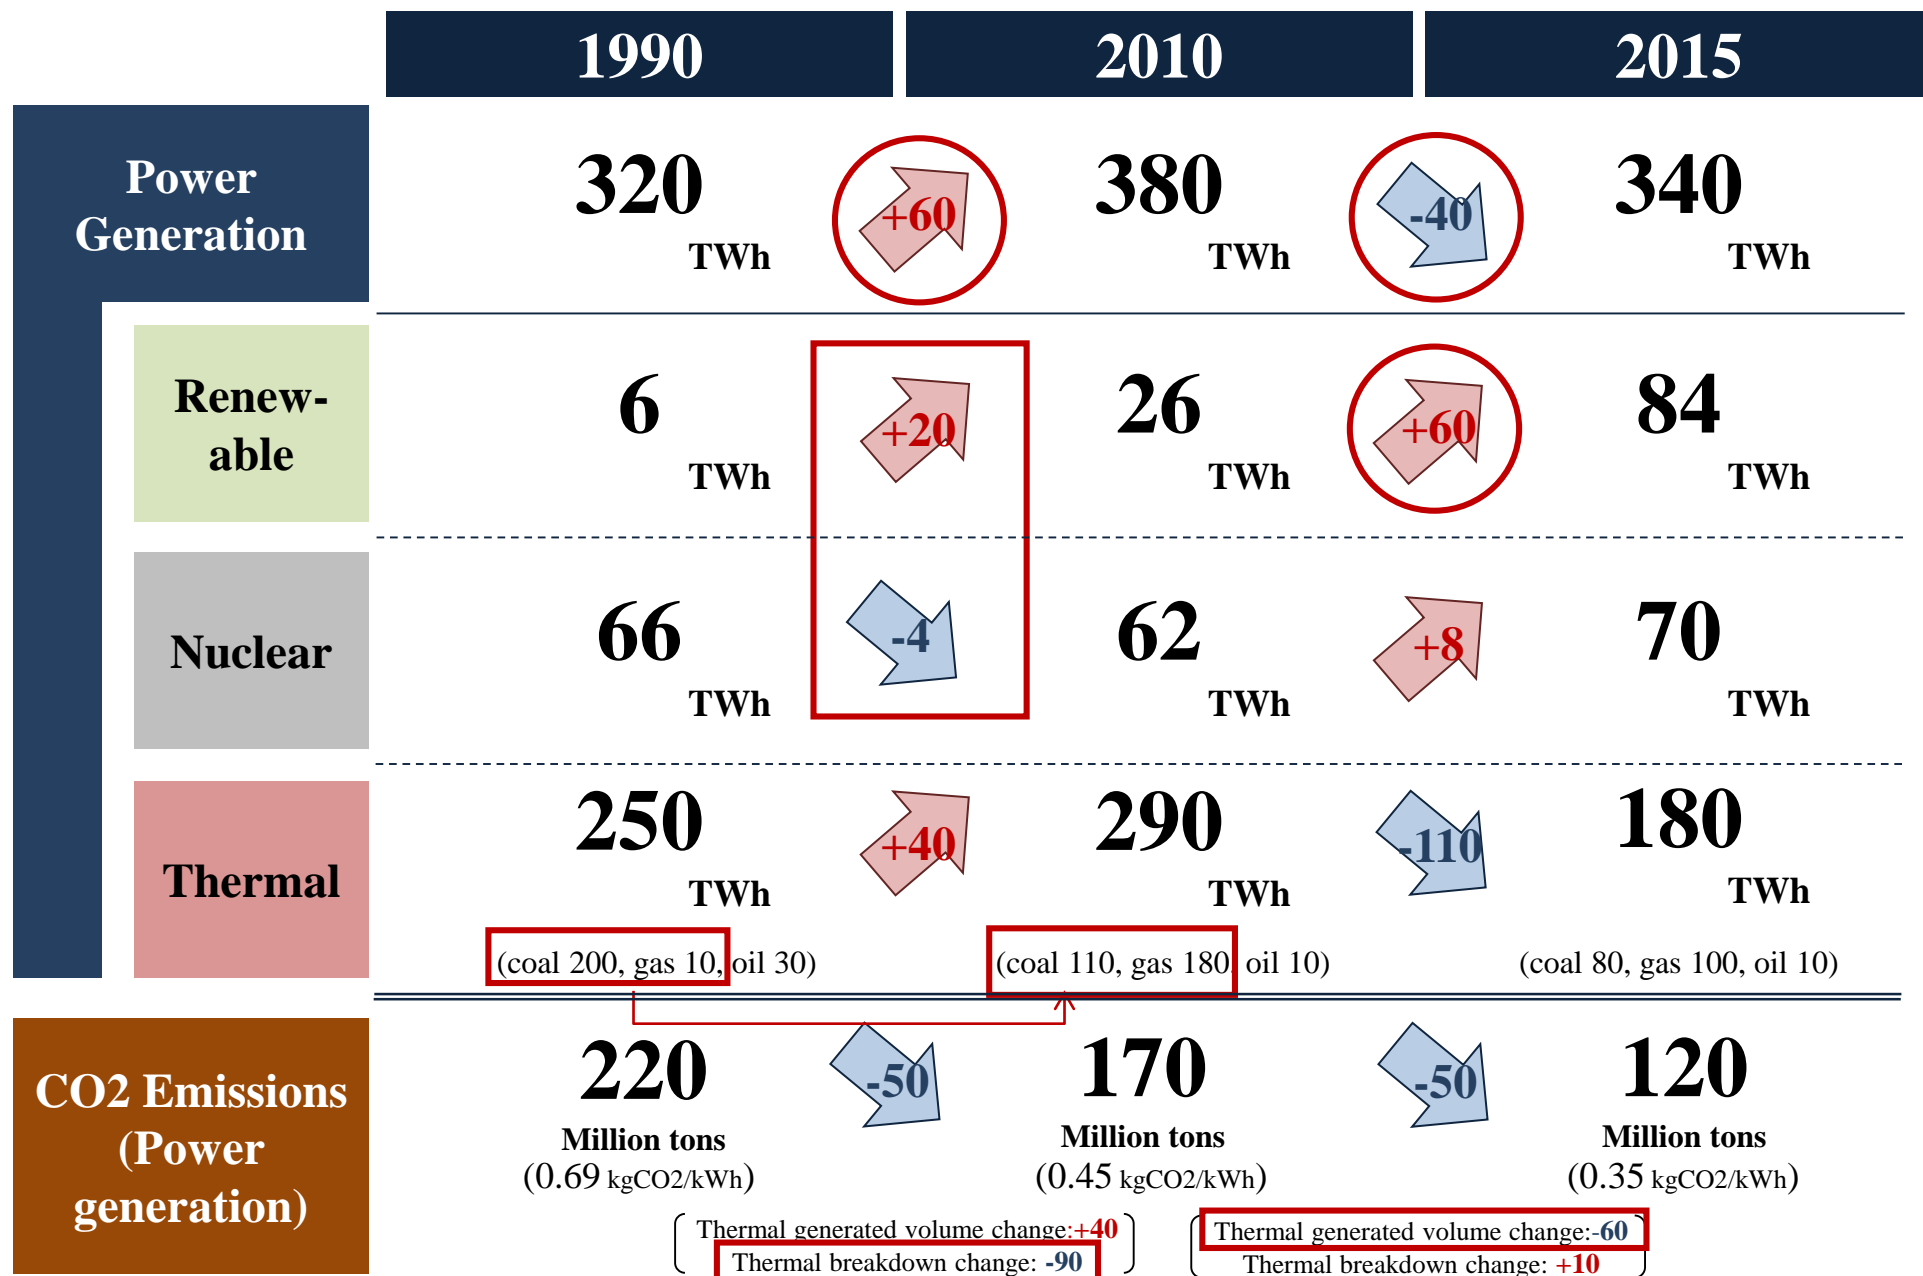 1990 2010 2015
Power
Generation
320 TWh +60 380 TWh -40 340 TWh
Renew-
able
6 TWh +20 26 TWh +60 84 TWh
Nuclear
66 TWh -4 62 TWh +8 70 TWh
Thermal
250 TWh +40 290 TWh -110 180 TWh
(coal 200, gas 10, oil 30) (coal 110, gas 180, oil 10) (coal 80, gas 100, oil 10)
CO2 Emissions
(Power
generation)
220 -50 170 -50 120
Million tons Million tons Million tons
(0.69 kgCO2/kWh) (0.45 kgCO2/kWh) (0.35 kgCO2/kWh)
Thermal generated volume change:+40 Thermal generated volume change:-60
Thermal breakdown change: -90 Thermal breakdown change: +10